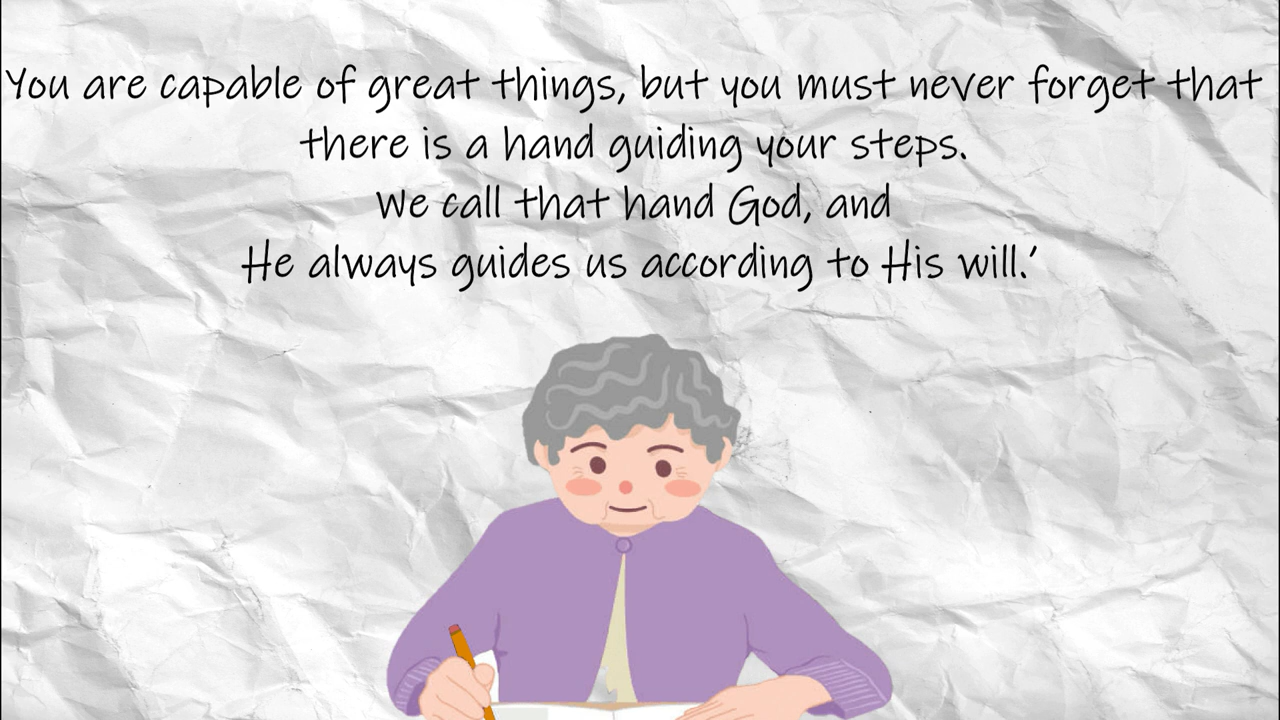 You are capable of great things, but you must never forget that
there is a hand guiding your steps.
We call that hand God, and
He always guides us according to His will.’